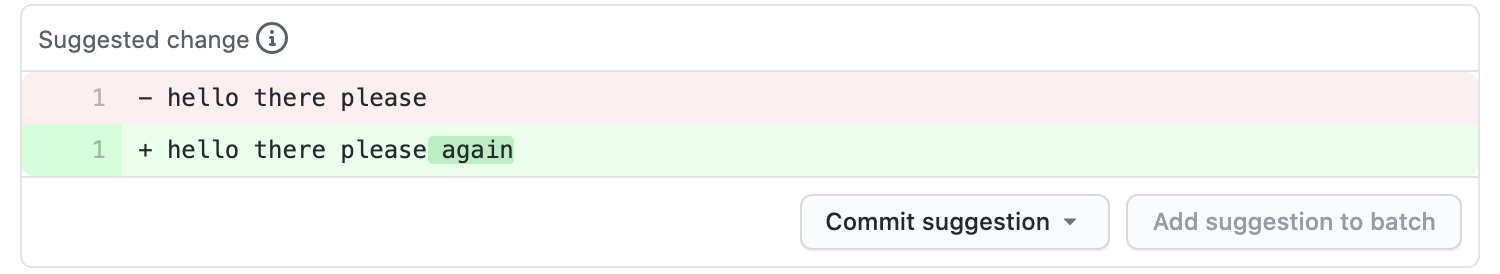 Suggested change
1 - hello there please
1 + hello there please again
Commit suggestion
Add suggestion to batch